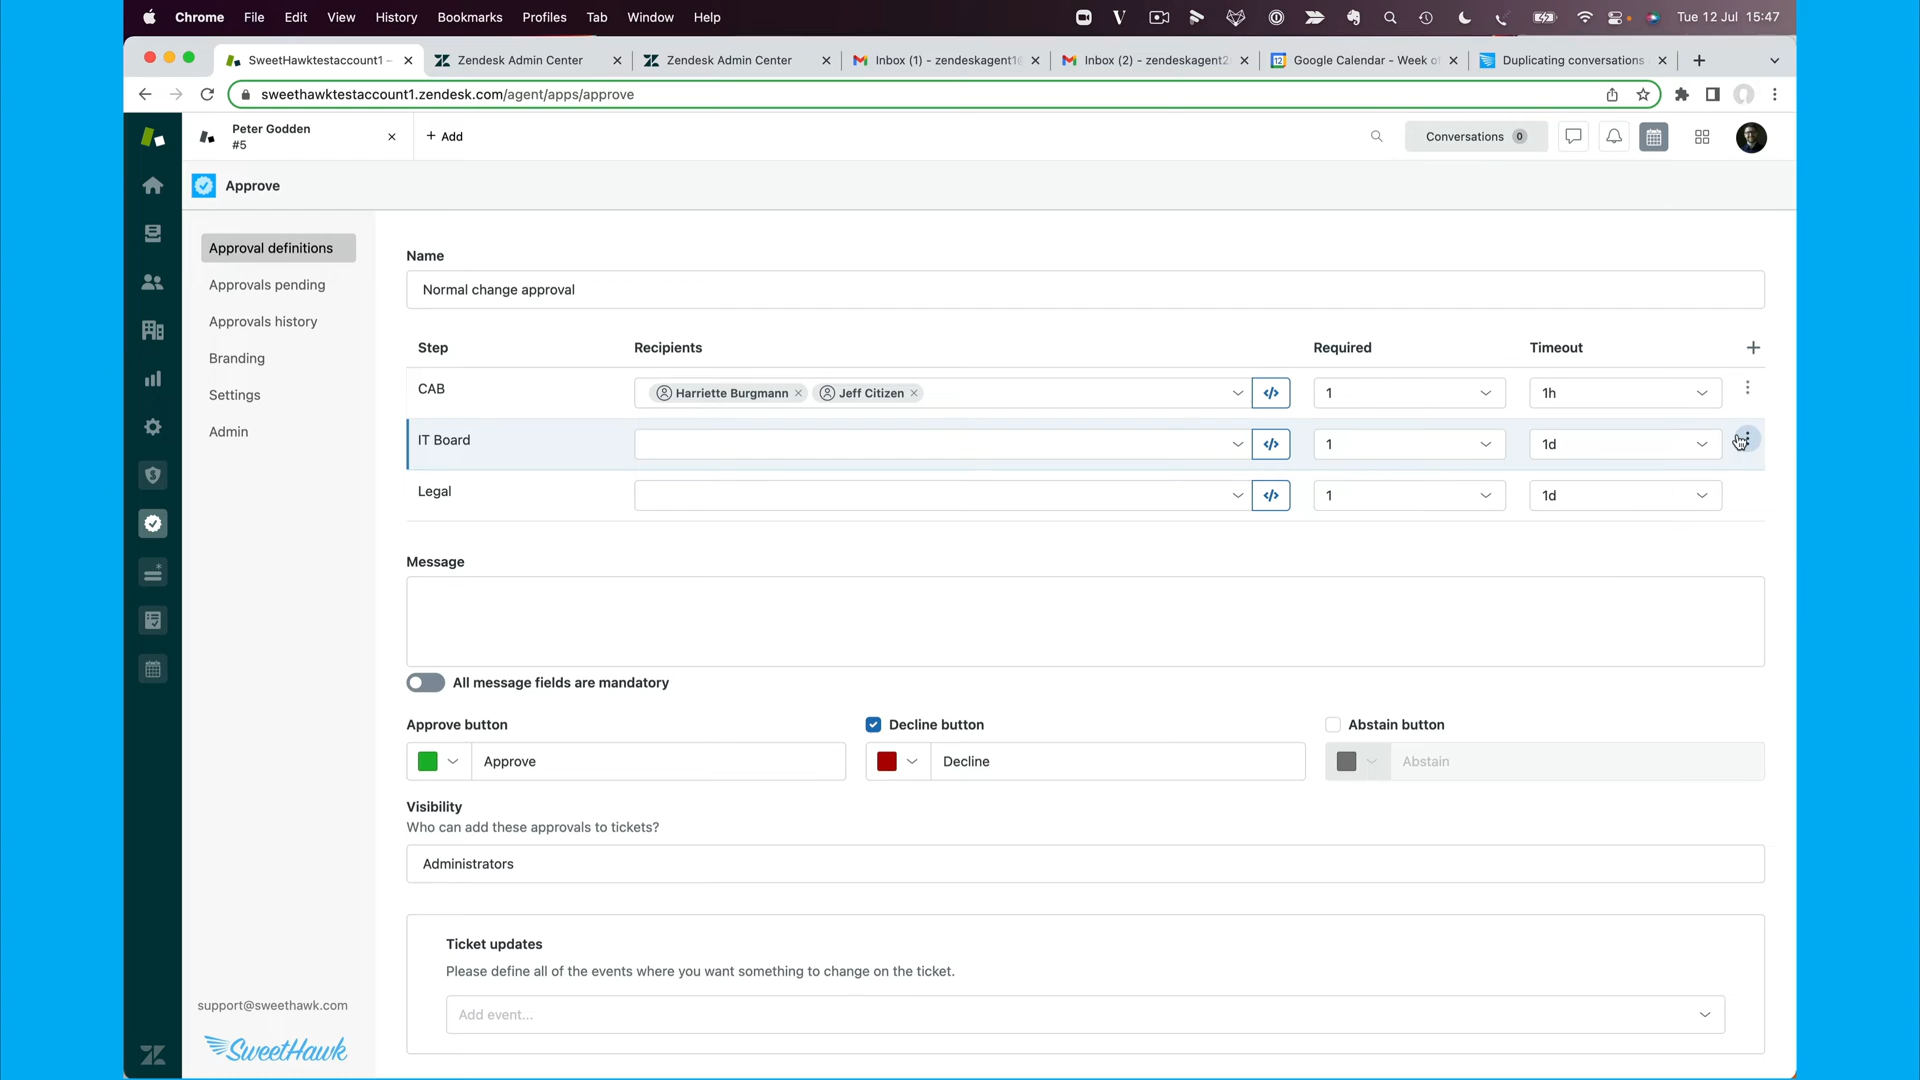 Chrome File Edit View History Bookmarks Profiles Tab Window Help Tue 12 Jul 15:47
SweetHawktestaccount1 – Zendesk Admin Center Zendesk Admin Center Inbox (1) - zendeskagent1 Inbox (2) - zendeskagent2 Google Calendar - Week of Duplicating conversations
sweethawktestaccount1.zendesk.com/agent/apps/approve
Peter Godden
#5
+ Add
Conversations 0
Approve
Approval definitions
Approvals pending
Approvals history
Branding
Settings
Admin
support@sweethawk.com
SweetHawk
Name
Normal change approval
Step Recipients Required Timeout
CAB Harriette Burgmann Jeff Citizen </> 1 1h
IT Board </> 1 1d
Legal </> 1 1d
Message
All message fields are mandatory
Approve button Decline button Abstain button
Approve Decline Abstain
Visibility
Who can add these approvals to tickets?
Administrators
Ticket updates
Please define all of the events where you want something to change on the ticket.
Add event...